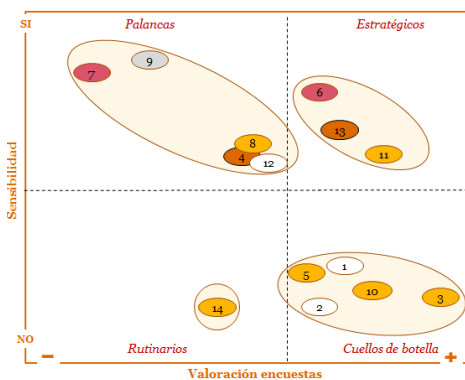 SI
Palancas
Estratégicos
9
7
6
13
8
4
12
11
Sensibilidad
5
1
10
3
14
2
NO
−
Rutinarios
Cuellos de botella
+
Valoración encuestas